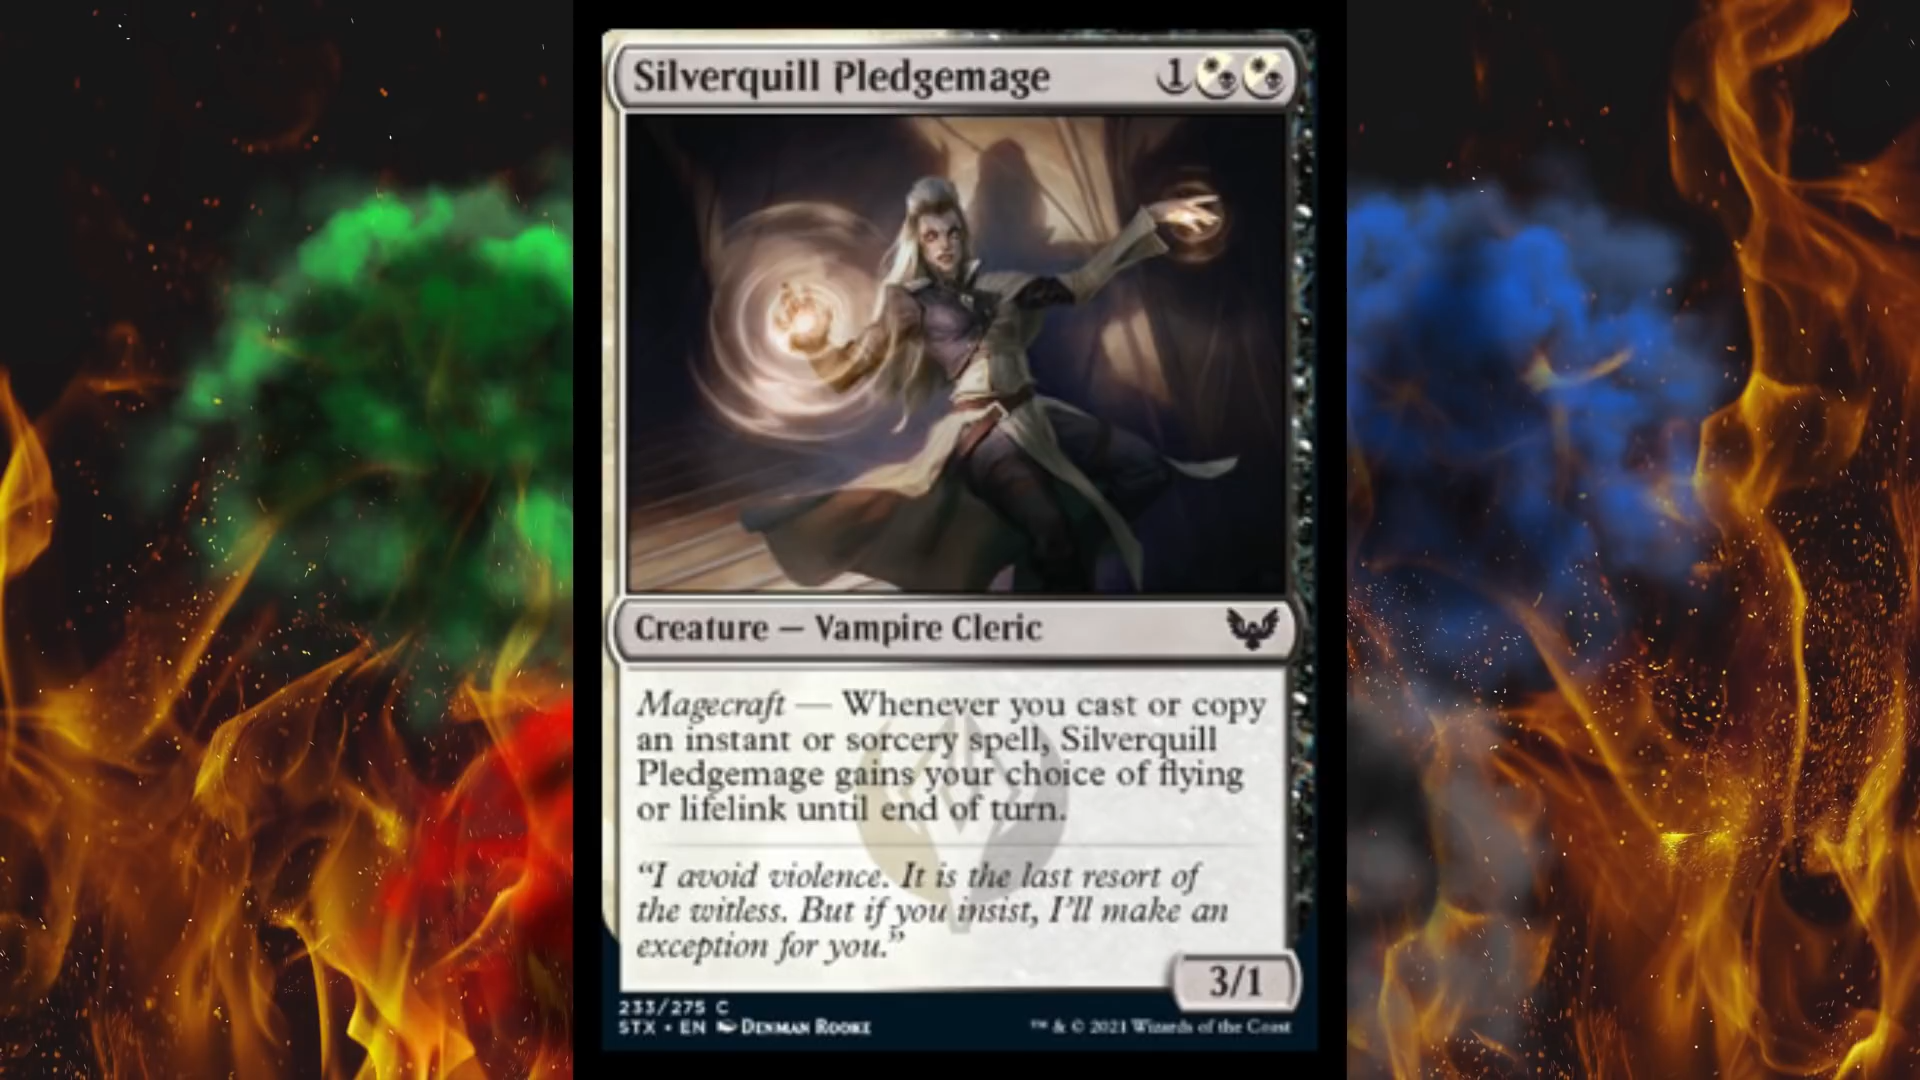 Silverquill Pledgemage 1
Creature — Vampire Cleric
Magecraft — Whenever you cast or copy
an instant or sorcery spell, Silverquill
Pledgemage gains your choice of flying
or lifelink until end of turn.
“I avoid violence. It is the last resort of
the witless. But if you insist, I’ll make an
exception for you.”
3/1
233/275 C
STX • EN Denman Rooke
™ & © 2021 Wizards of the Coast